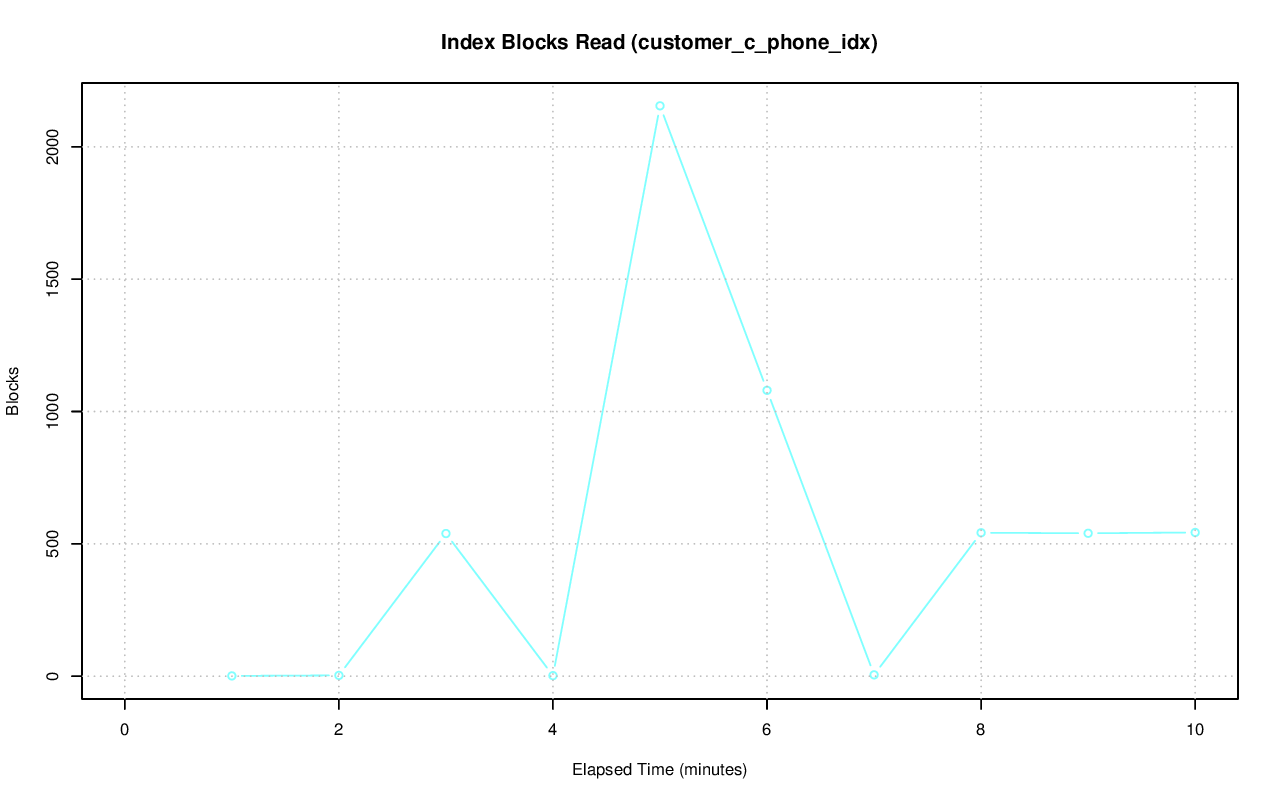 Index Blocks Read (customer_c_phone_idx)
2000
1500
1000
500
0
Blocks
0 2 4 6 8 10
Elapsed Time (minutes)